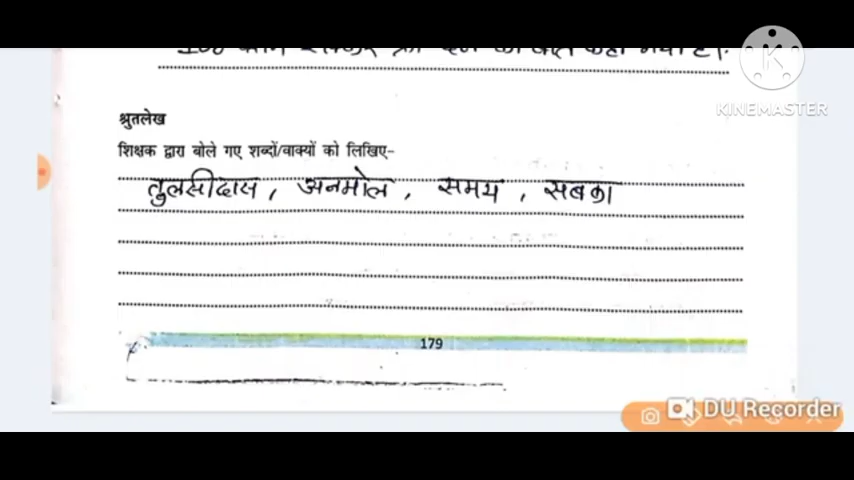 KINEMASTER
श्रुतलेख
शिक्षक द्वारा बोले गए शब्दों/वाक्यों को लिखिए-
तुलसीदास, अनमोल, समय, सबका
179
DU Recorder